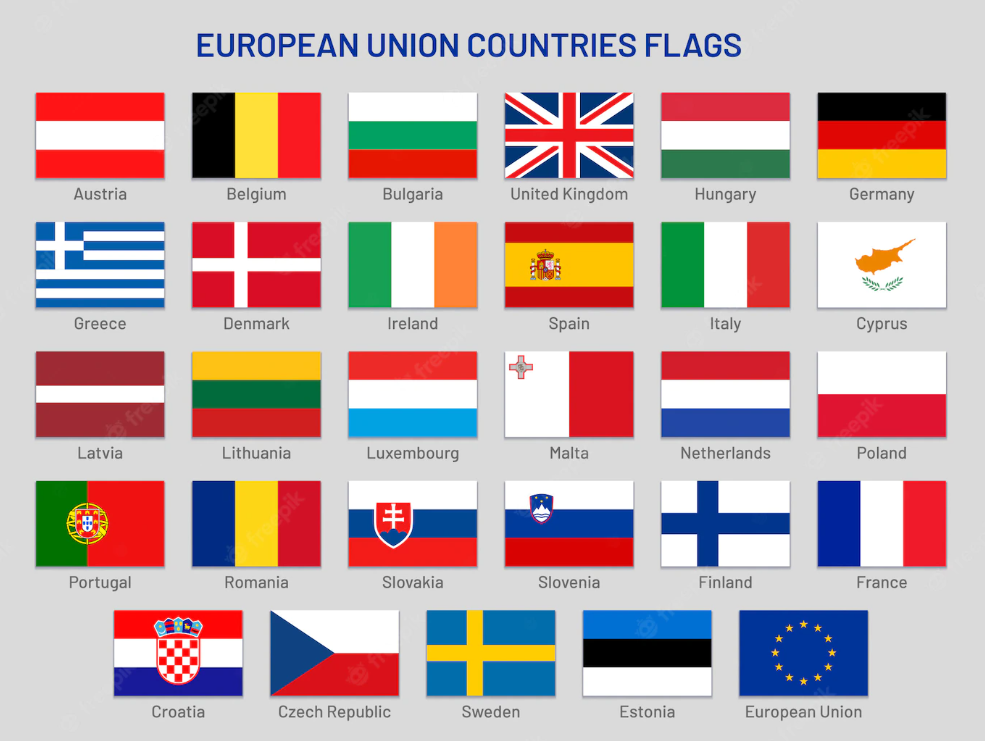 EUROPEAN UNION COUNTRIES FLAGS
Austria Belgium Bulgaria United Kingdom Hungary Germany
Greece Denmark Ireland Spain Italy Cyprus
Latvia Lithuania Luxembourg Malta Netherlands Poland
Portugal Romania Slovakia Slovenia Finland France
Croatia Czech Republic Sweden Estonia European Union